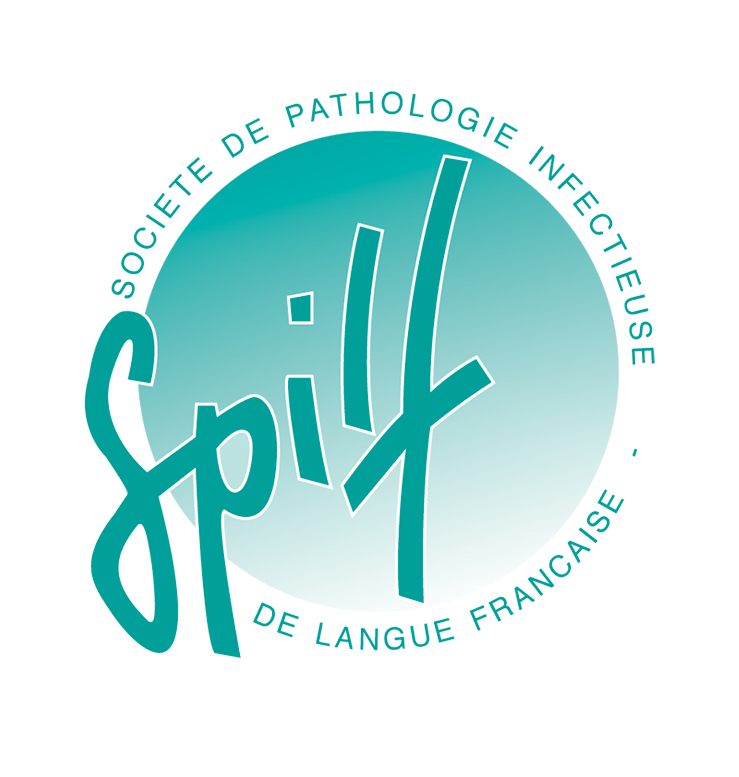 SOCIETE DE PATHOLOGIE INFECTIEUSE
Spilf
DE LANGUE FRANCAISE -